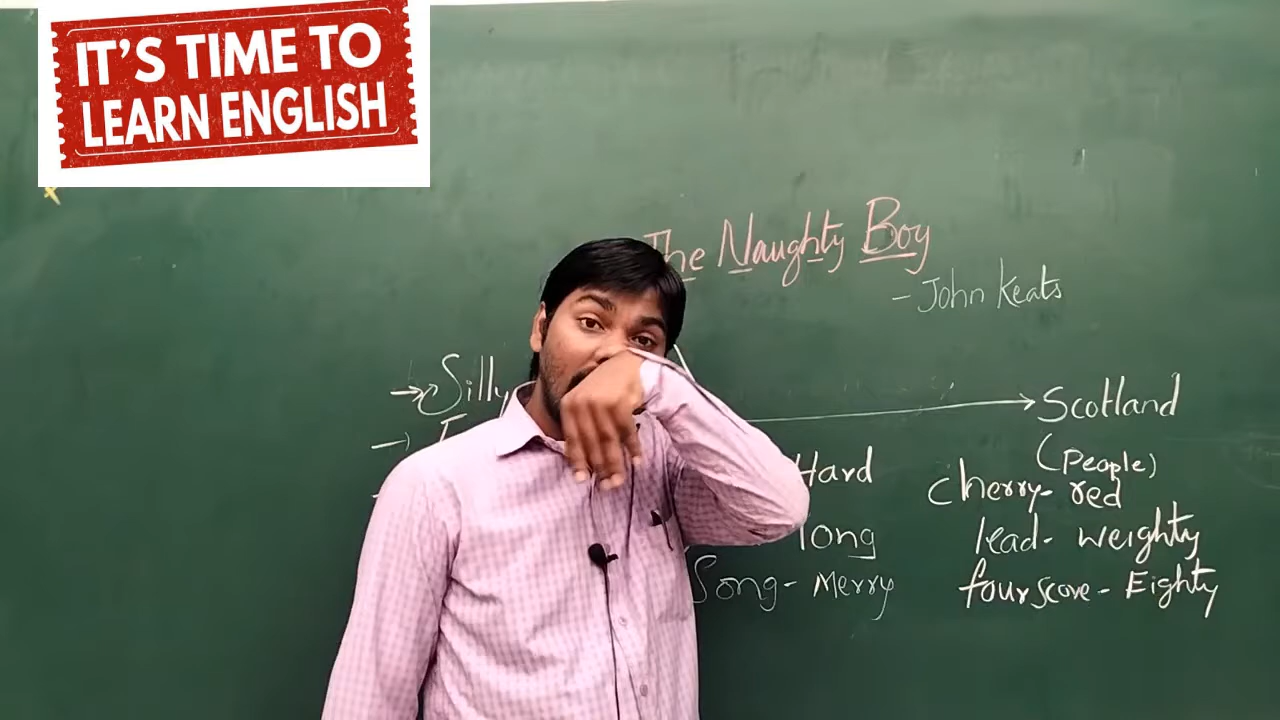 IT'S TIME TO
LEARN ENGLISH
The Naughty Boy
- John Keats
→ Silly
→ Scotland
(People)
Hard
cherry - red
long
lead - weighty
Song - Merry
fourscore - Eighty